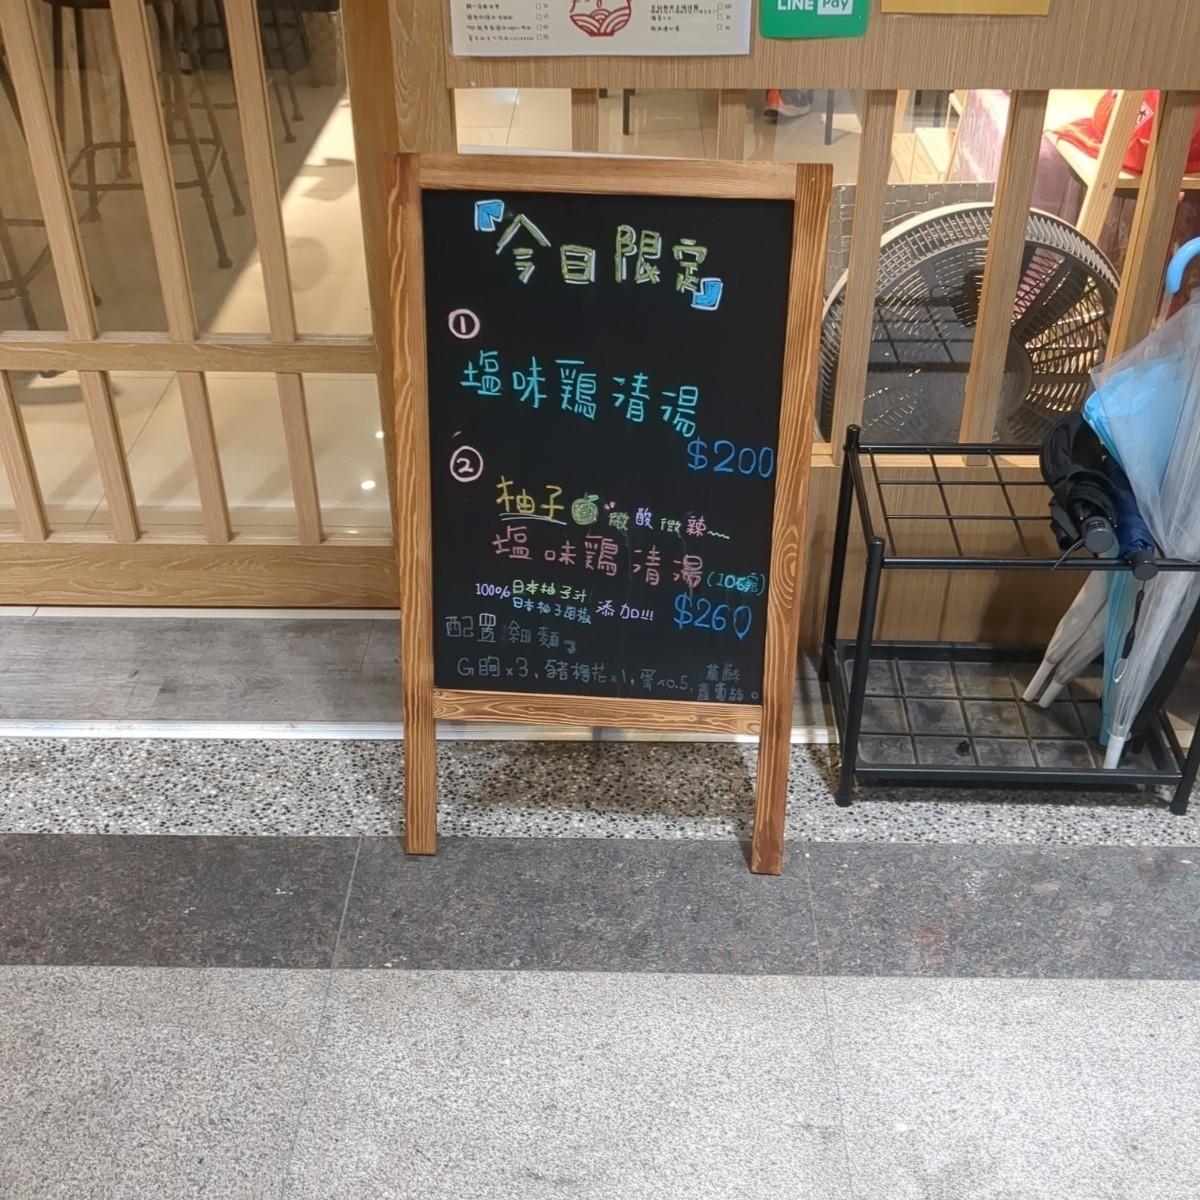 LINE Pay
『今日限定』
①
塩味鶏清湯
$200
②
柚子 微酸微辣~
塩味鶏清湯(10碗)
100% 日本柚子汁
日本柚子胡椒 添加!!!
$260
配置 細麵。
G胸x3、豬梅花x1,蛋x0.5,